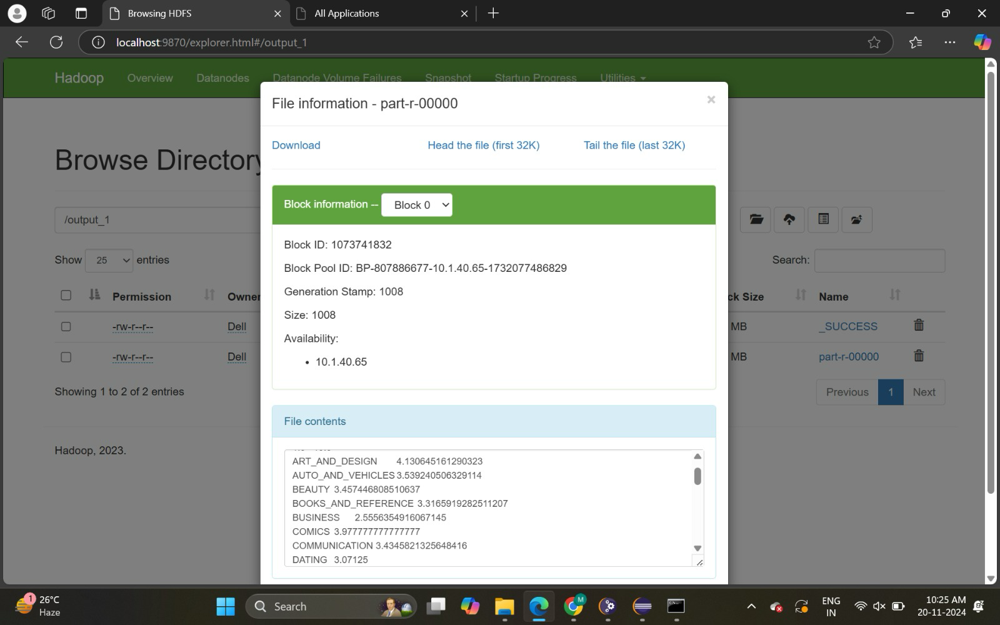 Browsing HDFS
All Applications
localhost:9870/explorer.html#/output_1
Hadoop Overview Datanodes Datanode Volume Failures Snapshot Startup Progress Utilities
File information - part-r-00000
×
Download Head the file (first 32K) Tail the file (last 32K)
Browse Directory
Block information -- Block 0
/output_1
Block ID: 1073741832
Show 25 entries
Search:
Block Pool ID: BP-807886677-10.1.40.65-1732077486829
Generation Stamp: 1008
Permission Owner ck Size Name
Size: 1008
-rw-r--r-- Dell MB _SUCCESS
Availability:
-rw-r--r-- Dell MB part-r-00000
• 10.1.40.65
Showing 1 to 2 of 2 entries
Previous 1 Next
File contents
Hadoop, 2023.
ART_AND_DESIGN 4.130645161290323
AUTO_AND_VEHICLES 3.539240506329114
BEAUTY 3.457446808510637
BOOKS_AND_REFERENCE 3.3165919282511207
BUSINESS 2.5556354916067145
COMICS 3.977777777777777
COMMUNICATION 3.4345821325648416
DATING 3.07125
1
26°C
Haze
Search
M
ENG
IN
10:25 AM
20-11-2024